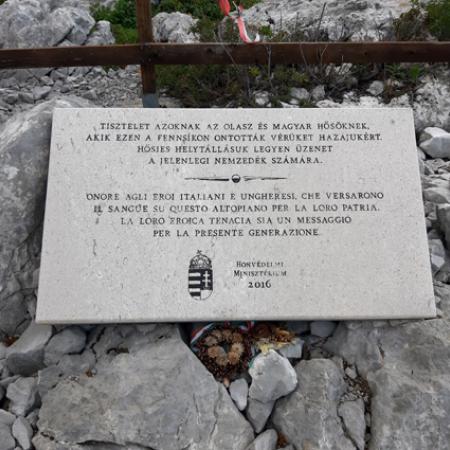 TISZTELET AZOKNAK AZ OLASZ ÉS MAGYAR HŐSÖKNEK,
AKIK EZEN A FENNSÍKON ONTOTTÁK VÉRÜKET HAZÁJUKÉRT.
HŐSIES HELYTÁLLÁSUK LEGYEN ÜZENET
A JELENLEGI NEMZEDÉK SZÁMÁRA.
ONORE AGLI EROI ITALIANI E UNGHERESI, CHE VERSARONO
IL SANGUE SU QUESTO ALTOPIANO PER LA LORO PATRIA.
LA LORO EROICA TENACIA SIA UN MESSAGGIO
PER LA PRESENTE GENERAZIONE.
HONVÉDELMI
MINISZTÉRIUM
2016